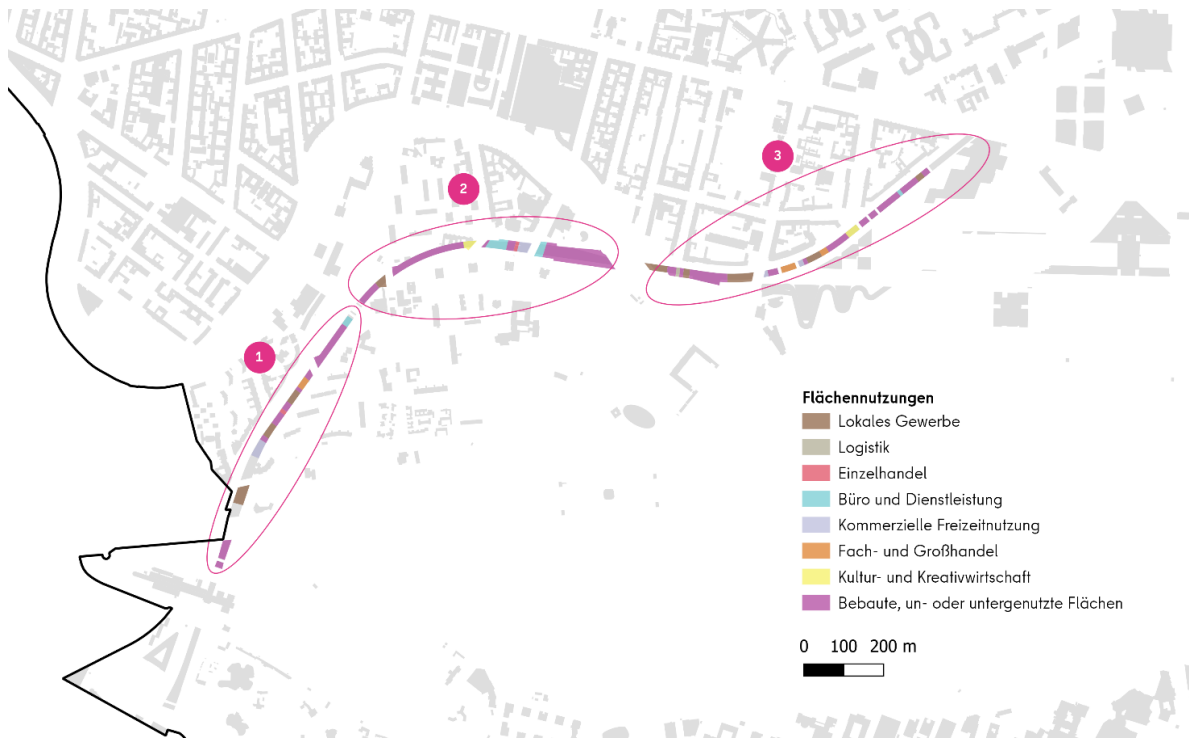 3
2
1
Flächennutzungen
Lokales Gewerbe
Logistik
Einzelhandel
Büro und Dienstleistung
Kommerzielle Freizeitnutzung
Fach- und Großhandel
Kultur- und Kreativwirtschaft
Bebaute, un- oder untergenutzte Flächen
0 100 200 m